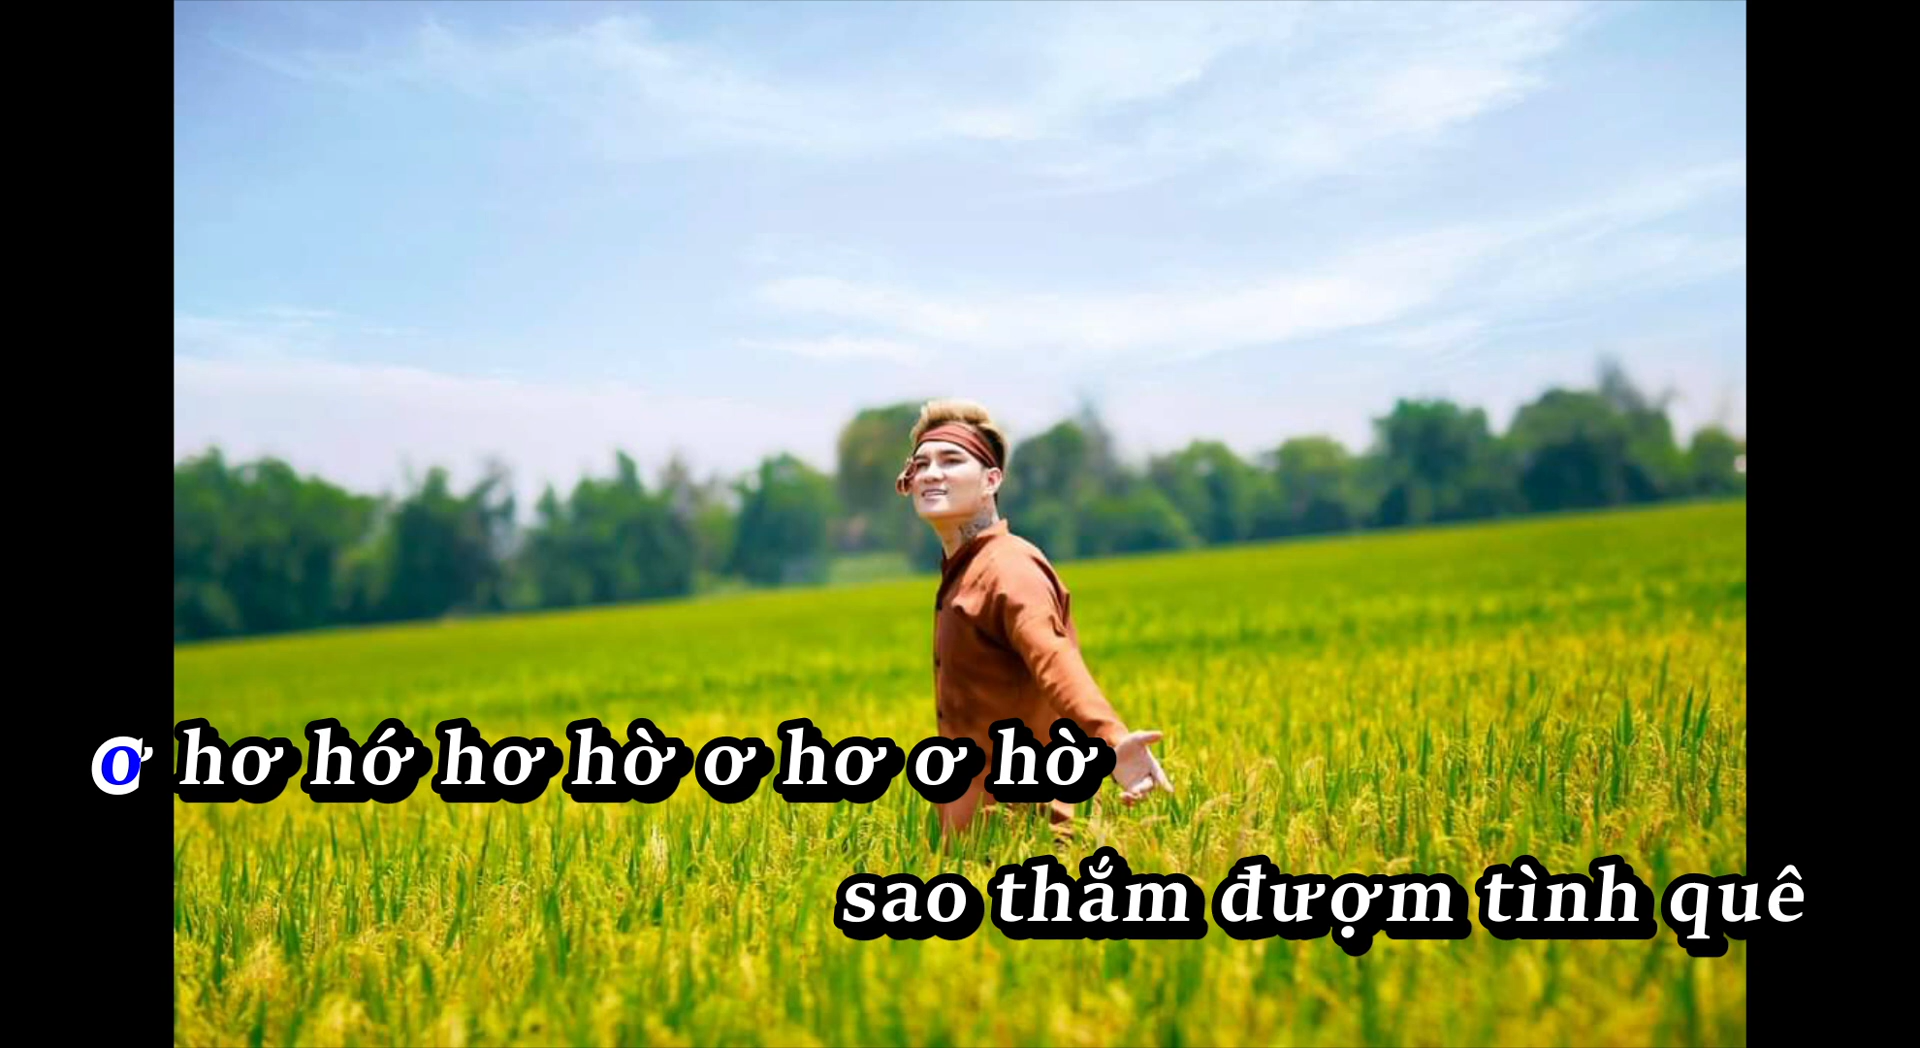 ơ hơ hớ hơ hờ ơ hơ ơ hờ
sao thắm đượm tình quê